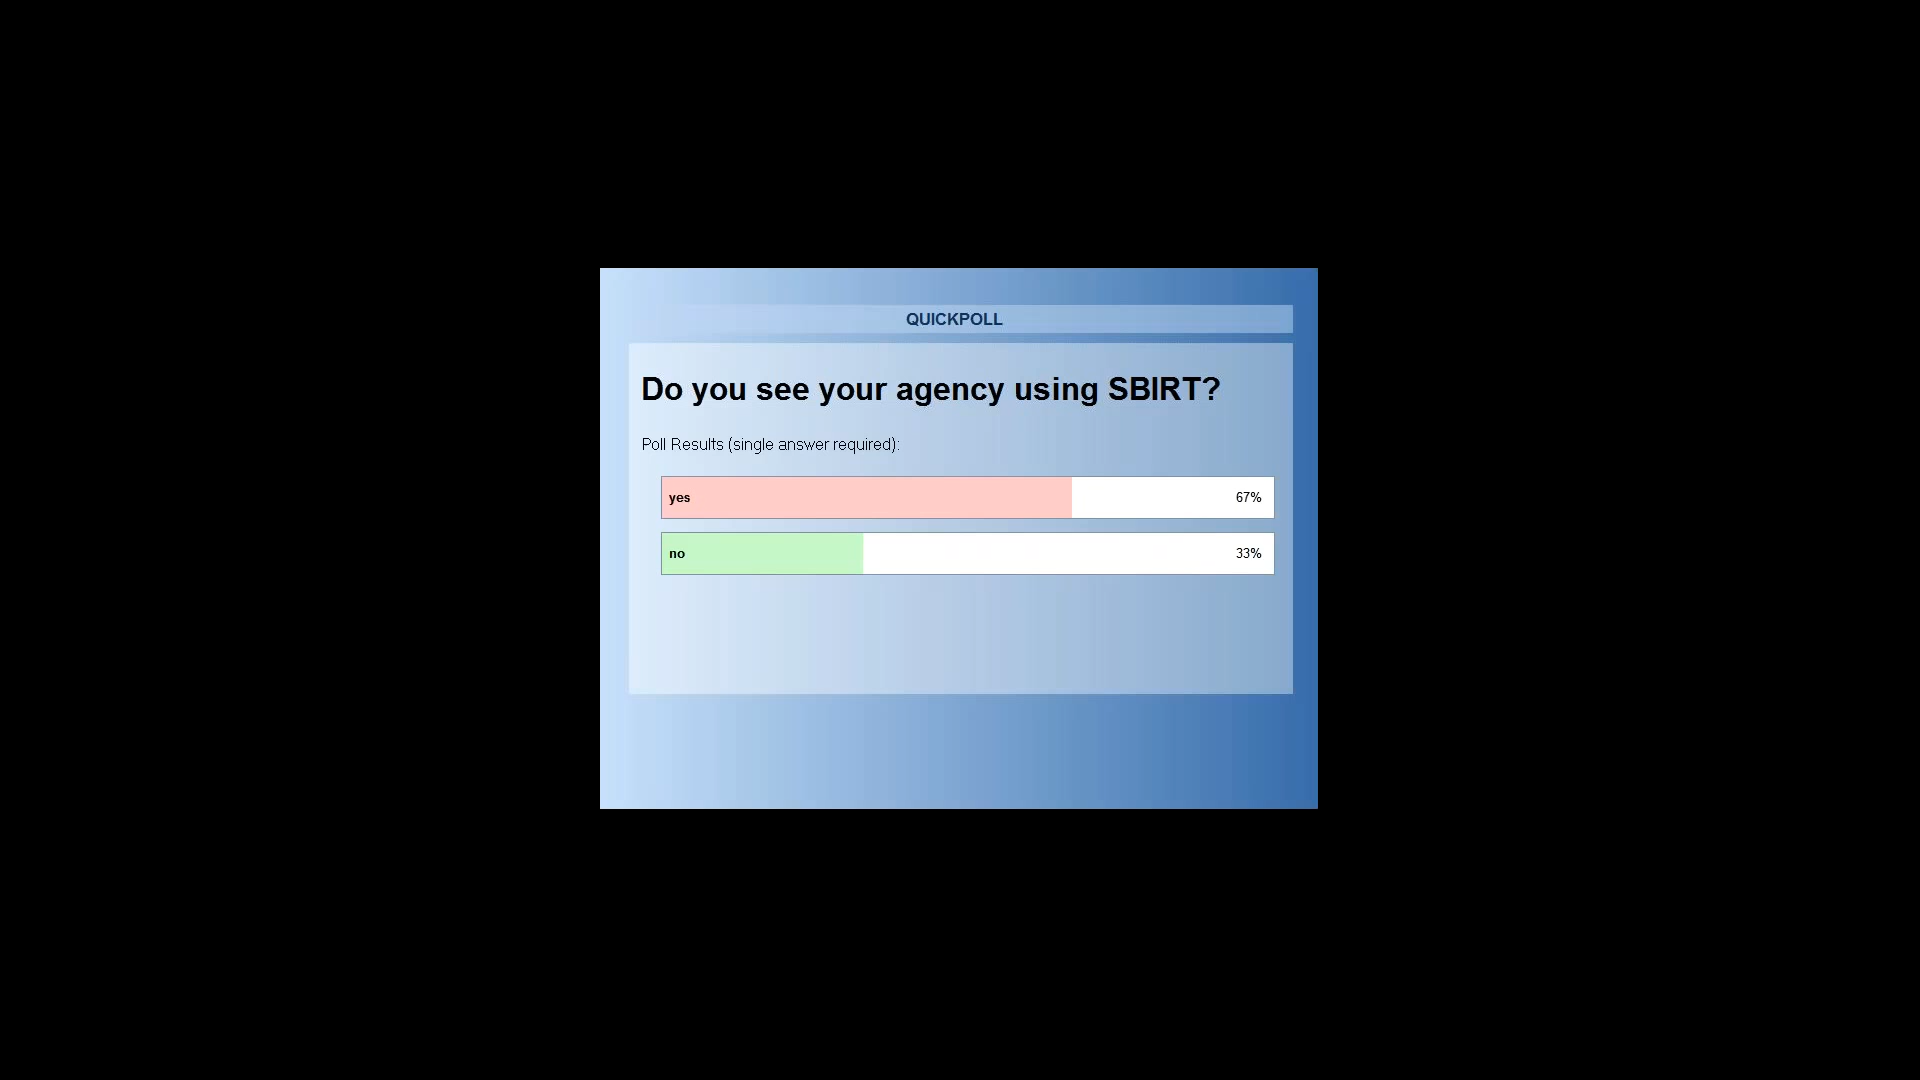 QUICKPOLL
Do you see your agency using SBIRT?
Poll Results (single answer required):
yes 67%
no 33%